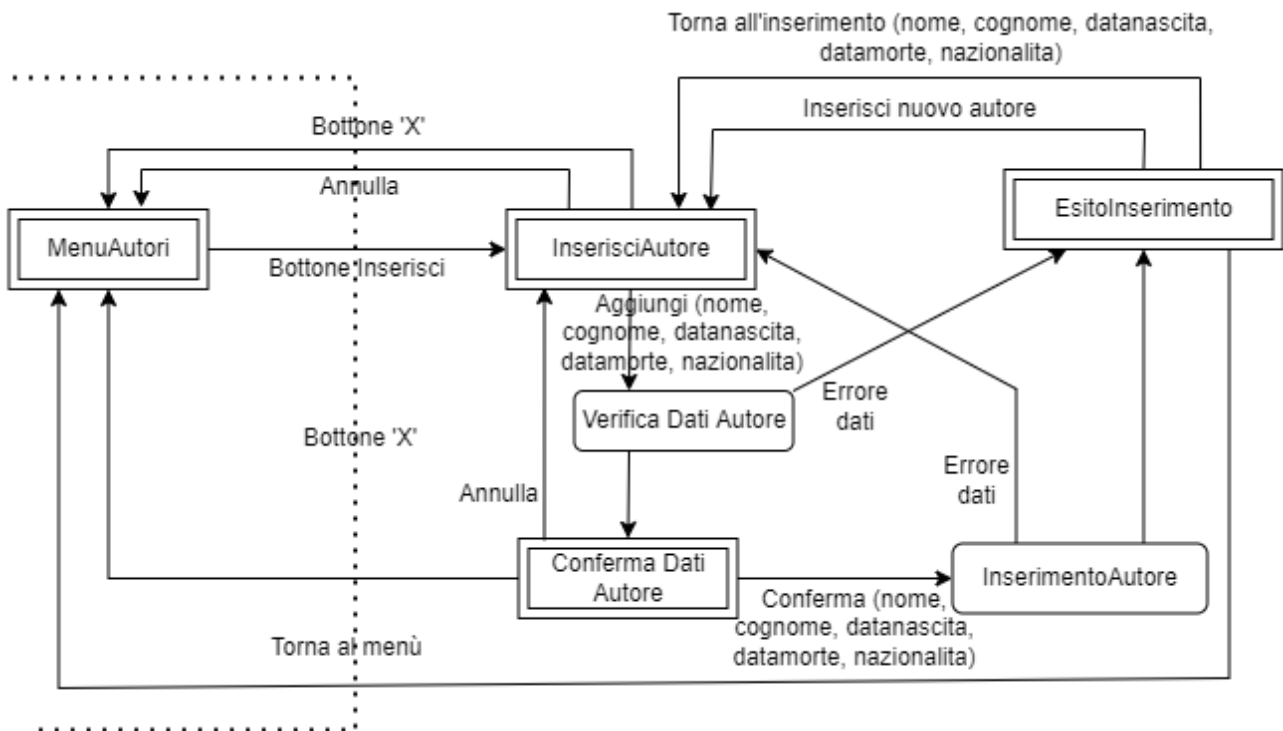 Torna all'inserimento (nome, cognome, datanascita,
datamorte, nazionalita)
Inserisci nuovo autore
Bottone 'X'
Annulla
MenuAutori
InserisciAutore
EsitoInserimento
Bottone Inserisci
Aggiungi (nome,
cognome, datanascita,
datamorte, nazionalita)
Verifica Dati Autore
Errore
dati
Bottone 'X'
Annulla
Errore
dati
Conferma Dati
Autore
InserimentoAutore
Conferma (nome,
cognome, datanascita,
datamorte, nazionalita)
Torna al menù